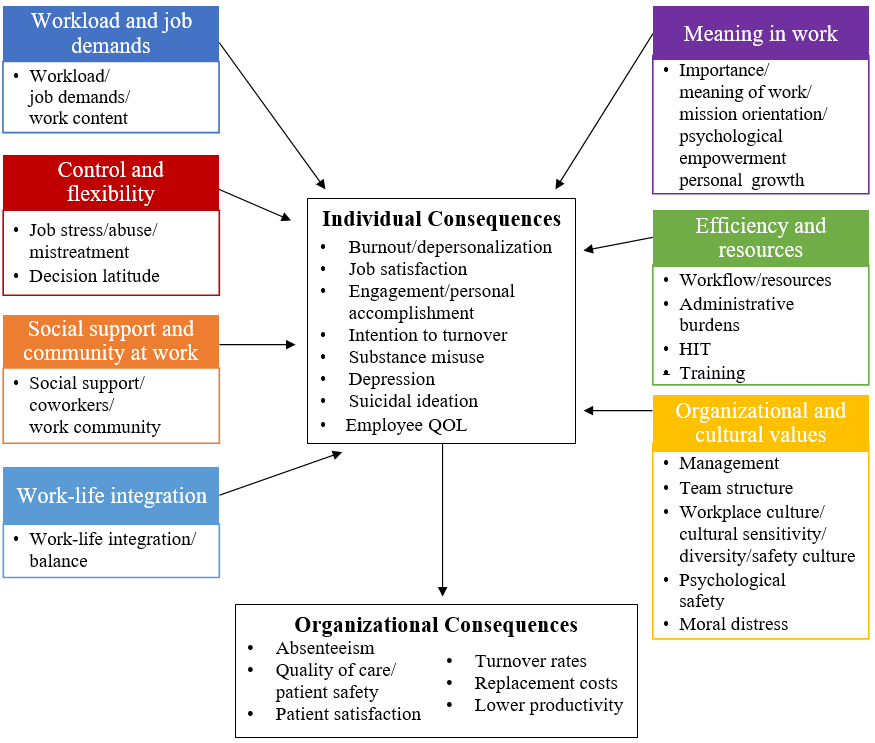 Workload and job
demands
• Workload/
job demands/
work content
Control and
flexibility
• Job stress/abuse/
mistreatment
• Decision latitude
Social support and
community at work
• Social support/
coworkers/
work community
Work-life integration
• Work-life integration/
balance
Individual Consequences
• Burnout/depersonalization
• Job satisfaction
• Engagement/personal
accomplishment
• Intention to turnover
• Substance misuse
• Depression
• Suicidal ideation
• Employee QOL
Meaning in work
• Importance/
meaning of work/
mission orientation/
psychological
empowerment
personal growth
Efficiency and
resources
• Workflow/resources
• Administrative
burdens
• HIT
• Training
Organizational and
cultural values
• Management
• Team structure
• Workplace culture/
cultural sensitivity/
diversity/safety culture
• Psychological
safety
• Moral distress
Organizational Consequences
• Absenteeism
• Quality of care/
patient safety
• Patient satisfaction
• Turnover rates
• Replacement costs
• Lower productivity